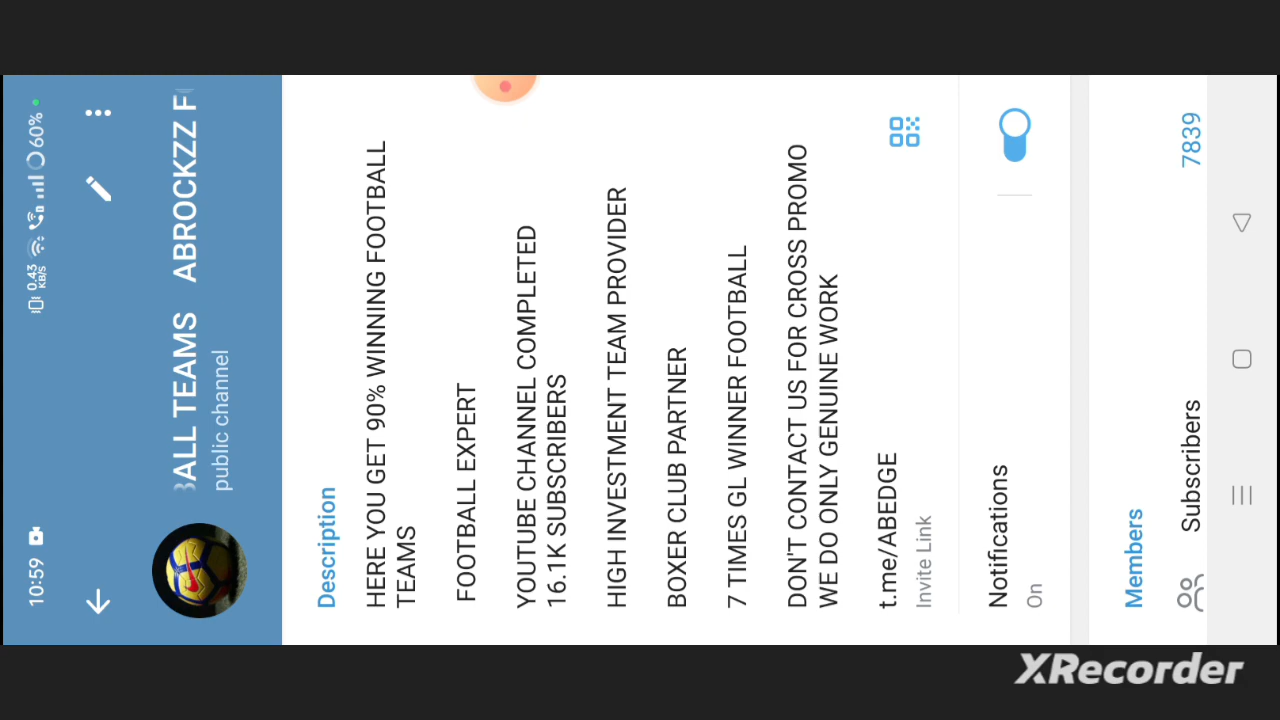 10:59
0.43
KB/S
60%
BALL TEAMS ABROCKZZ F
public channel
Description
HERE YOU GET 90% WINNING FOOTBALL
TEAMS
FOOTBALL EXPERT
YOUTUBE CHANNEL COMPLETED
16.1K SUBSCRIBERS
HIGH INVESTMENT TEAM PROVIDER
BOXER CLUB PARTNER
7 TIMES GL WINNER FOOTBALL
DON'T CONTACT US FOR CROSS PROMO
WE DO ONLY GENUINE WORK
t.me/ABEDGE
Invite Link
Notifications
On
Members
Subscribers 7839
XRecorder